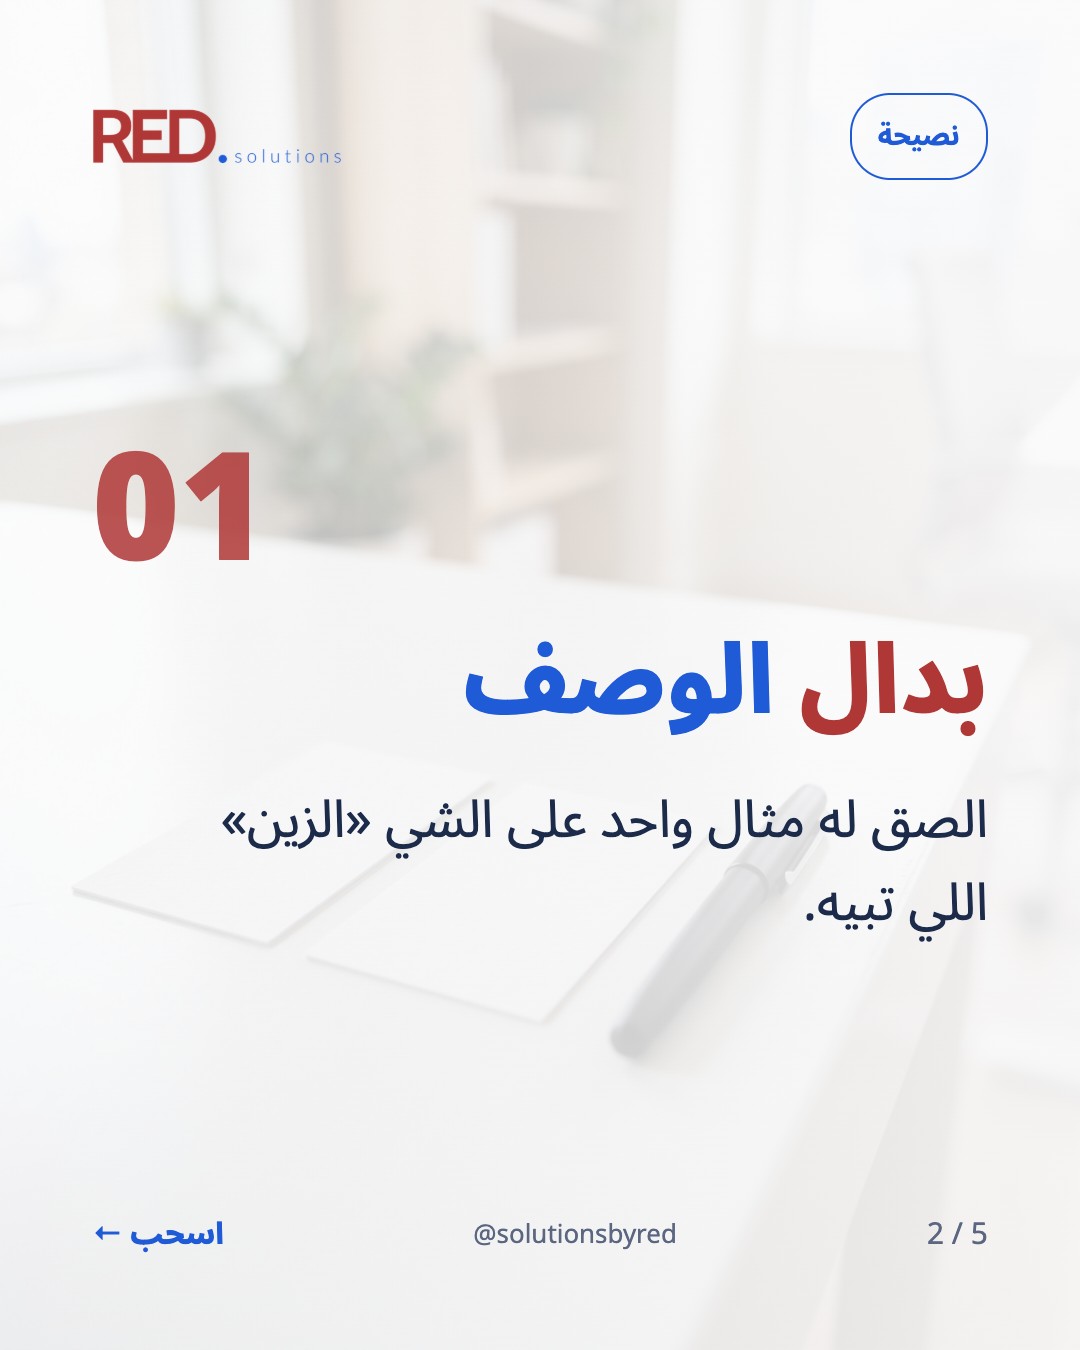 RED.solutions
نصيحة
01
بدال الوصف
الصق له مثال واحد على الشي «الزين»
اللي تبيه.
2 / 5
@solutionsbyred
اسحب ←